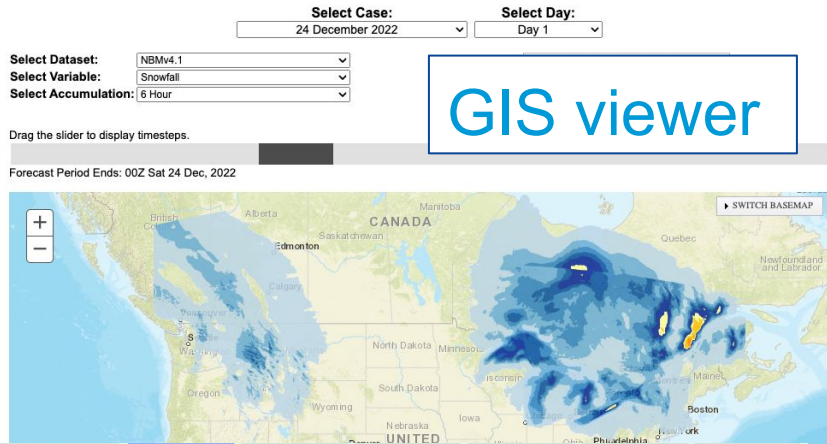 Select Case:
Select Day:
24 December 2022
Day 1
Select Dataset:
NBMv4.1
Select Variable:
Snowfall
Select Accumulation:
6 Hour
GIS viewer
Drag the slider to display timesteps.
Forecast Period Ends: 00Z Sat 24 Dec, 2022
+
−
SWITCH BASEMAP
British
Alberta
Manitoba
CANADA
Saskatchewan
Edmonton
Quebec
Newfoundland
and Labrador
Calgary
Vancouver
North Dakota
Minnesota
Maine
Oregon
South Dakota
Wyoming
Iowa
Boston
Nebraska
UNITED
Ohio
Philadelphia